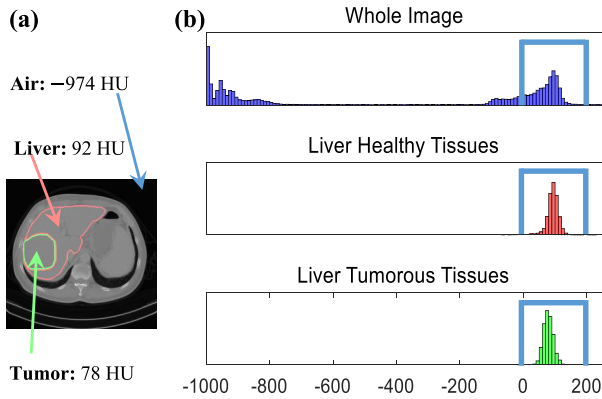 (a)
Air: −974 HU
Liver: 92 HU
Tumor: 78 HU
(b)
Whole Image
Liver Healthy Tissues
Liver Tumorous Tissues
-1000 -800 -600 -400 -200 0 200